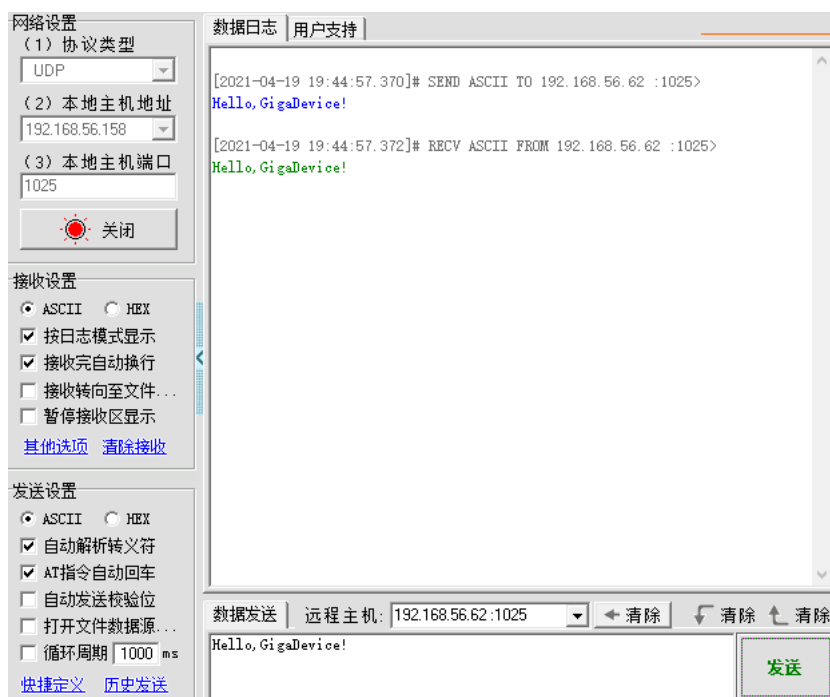 网络设置
（1）协议类型
UDP
（2）本地主机地址
192.168.56.158
（3）本地主机端口
1025
关闭
接收设置
ASCII HEX
按日志模式显示
接收完自动换行
接收转向至文件...
暂停接收区显示
其他选项 清除接收
发送设置
ASCII HEX
自动解析转义符
AT指令自动回车
自动发送校验位
打开文件数据源...
循环周期 1000 ms
快捷定义 历史发送
数据日志 用户支持
[2021-04-19 19:44:57.370]# SEND ASCII TO 192.168.56.62 :1025>
Hello,GigaDevice!
[2021-04-19 19:44:57.372]# RECV ASCII FROM 192.168.56.62 :1025>
Hello,GigaDevice!
数据发送 远程主机: 192.168.56.62:1025 清除 清除 清除
Hello,GigaDevice!
发送